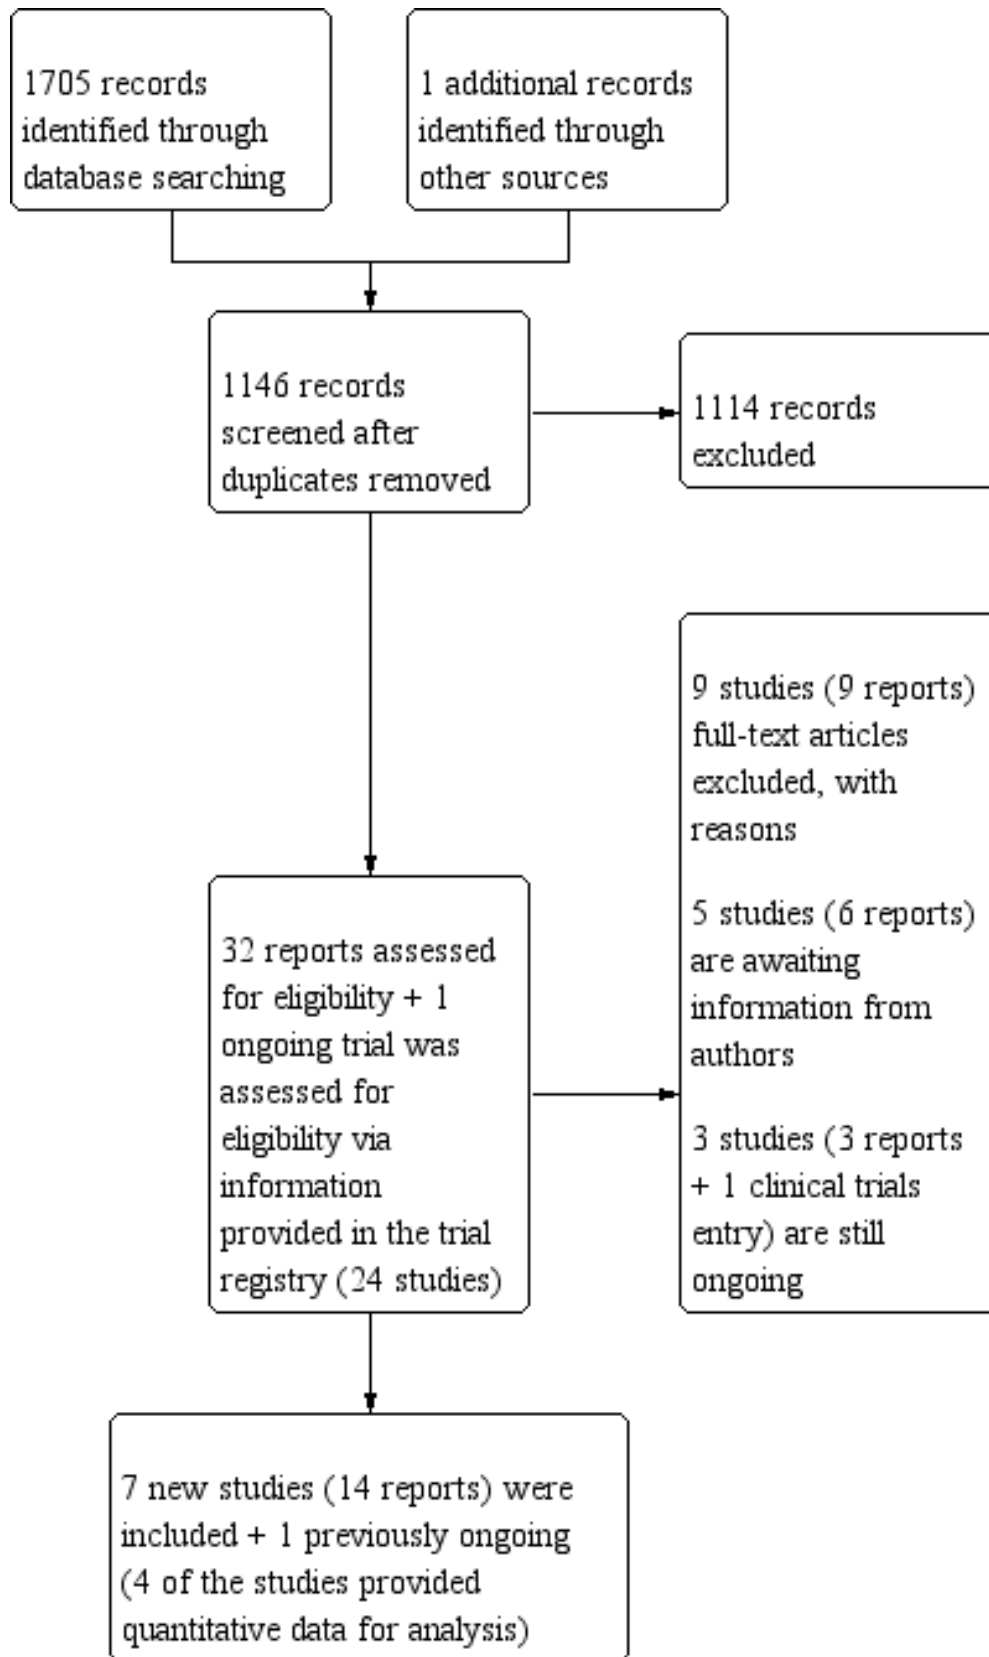 1705 records
identified through
database searching
1 additional records
identified through
other sources
1146 records
screened after
duplicates removed
1114 records
excluded
9 studies (9 reports)
full-text articles
excluded, with
reasons
5 studies (6 reports)
are awaiting
information from
authors
3 studies (3 reports
+ 1 clinical trials
entry) are still
ongoing
32 reports assessed
for eligibility + 1
ongoing trial was
assessed for
eligibility via
information
provided in the trial
registry (24 studies)
7 new studies (14 reports) were
included + 1 previously ongoing
(4 of the studies provided
quantitative data for analysis)